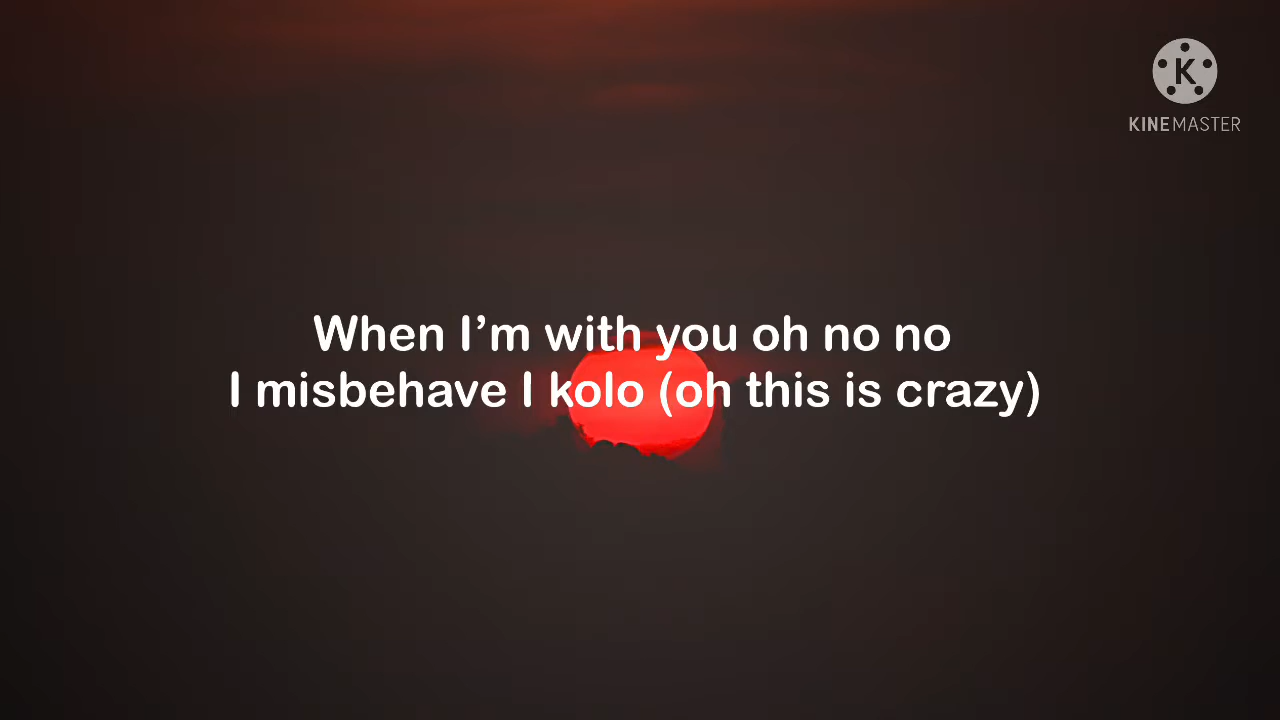 KINEMASTER
When I’m with you oh no no
I misbehave I kolo (oh this is crazy)